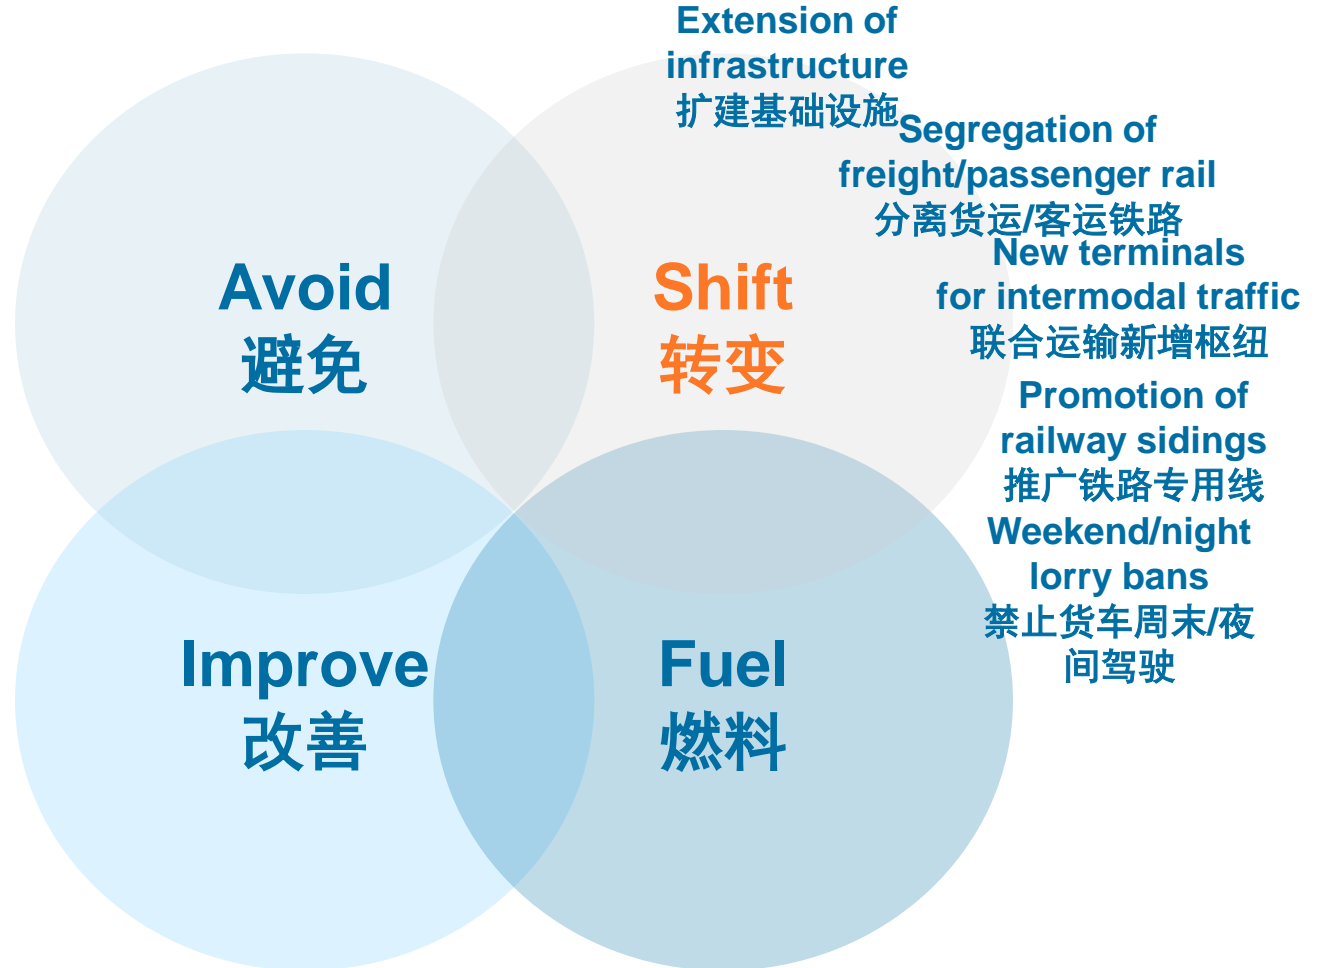 Extension of
infrastructure
扩建基础设施
Segregation of
freight/passenger rail
分离货运/客运铁路
New terminals
for intermodal traffic
联合运输新增枢纽
Promotion of
railway sidings
推广铁路专用线
Weekend/night
lorry bans
禁止货车周末/夜
间驾驶
Avoid
避免
Shift
转变
Improve
改善
Fuel
燃料